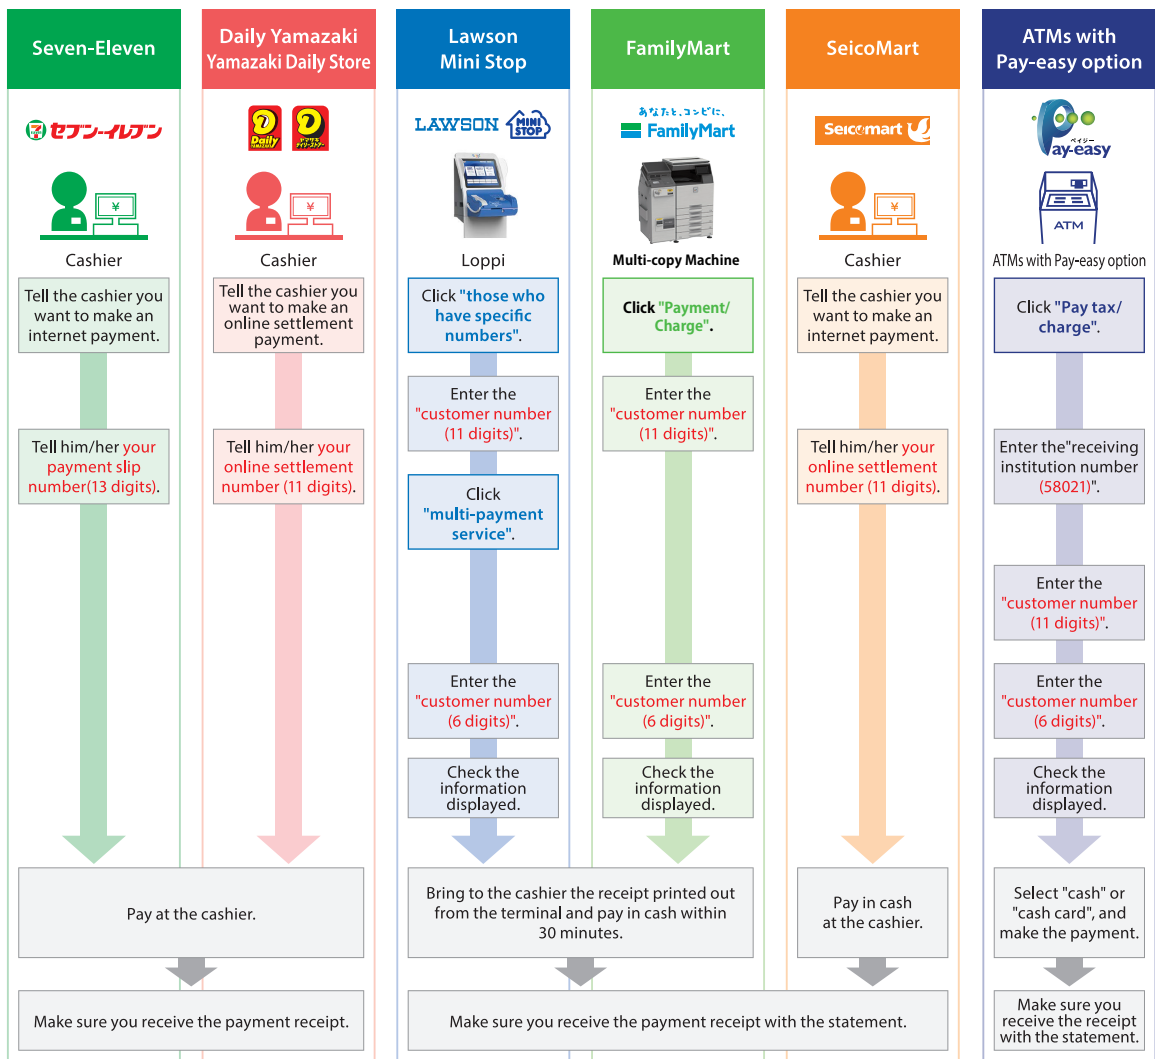 Seven-Eleven
セブン-イレブン
¥
Cashier
Tell the cashier you
want to make an
internet payment.
Tell him/her your
payment slip
number(13 digits).
Daily Yamazaki
Yamazaki Daily Store
Daily
YAMAZAKI
ヤマザキ
デイリーストアー
¥
Cashier
Tell the cashier you
want to make an
online settlement
payment.
Tell him/her your
online settlement
number (11 digits).
Pay at the cashier.
Make sure you receive the payment receipt.
Lawson
Mini Stop
LAWSON
MINI
STOP
Loppi
Click "those who
have specific
numbers".
Enter the
"customer number
(11 digits)".
Click
"multi-payment
service".
Enter the
"customer number
(6 digits)".
Check the
information
displayed.
FamilyMart
あなたと、コンビに、
FamilyMart
Multi-copy Machine
Click "Payment/
Charge".
Enter the
"customer number
(11 digits)".
Enter the
"customer number
(6 digits)".
Check the
information
displayed.
Bring to the cashier the receipt printed out
from the terminal and pay in cash within
30 minutes.
SeicoMart
Seicomart
¥
Cashier
Tell the cashier you
want to make an
internet payment.
Tell him/her your
online settlement
number (11 digits).
Pay in cash
at the cashier.
Make sure you receive the payment receipt with the statement.
ATMs with
Pay-easy option
ペイジー
Pay-easy
ATM
ATMs with Pay-easy option
Click "Pay tax/
charge".
Enter the"receiving
institution number
(58021)".
Enter the
"customer number
(11 digits)".
Enter the
"customer number
(6 digits)".
Check the
information
displayed.
Select "cash" or
"cash card", and
make the payment.
Make sure you
receive the receipt
with the statement.